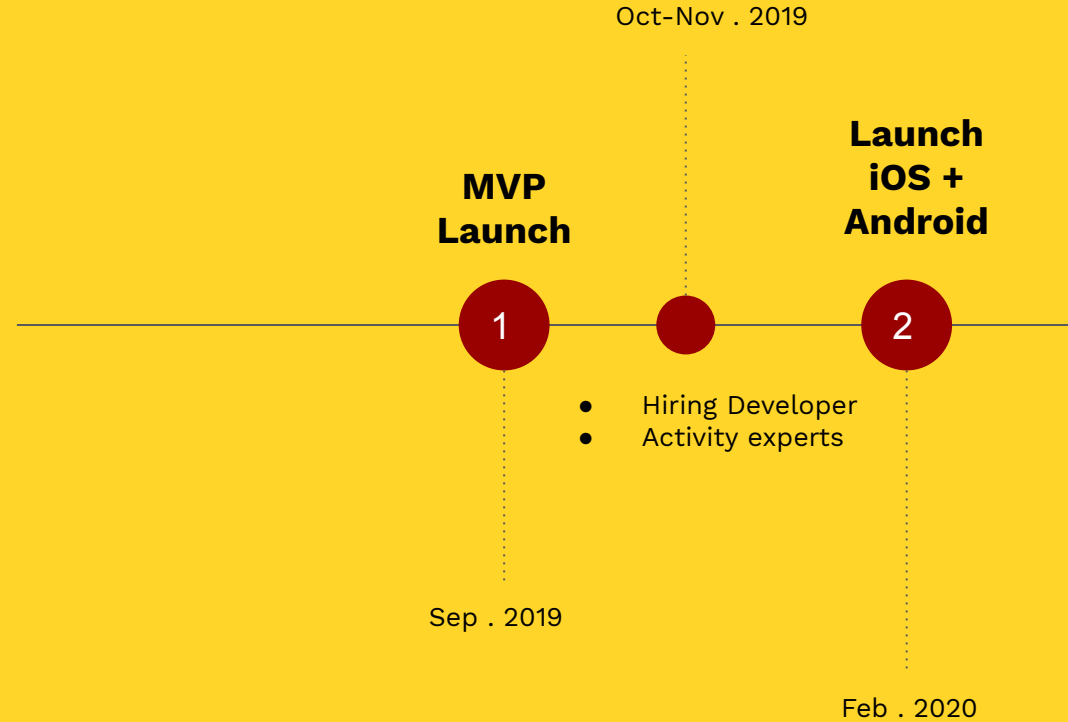 Oct-Nov . 2019
MVP
Launch
Launch
iOS +
Android
1
2
● Hiring Developer
● Activity experts
Sep . 2019
Feb . 2020